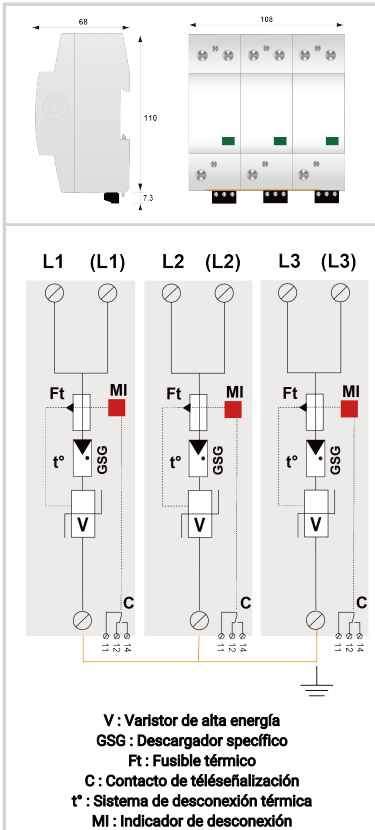 68
108
110
7.3
L1 (L1) L2 (L2) L3 (L3)
Ft MI Ft MI Ft MI
t° GSG t° GSG t° GSG
V V V
C C C
11 12 14 11 12 14 11 12 14
V : Varistor de alta energía
GSG : Descargador specífico
Ft : Fusible térmico
C : Contacto de téléseñalización
t° : Sistema de desconexión térmica
MI : Indicador de desconexión